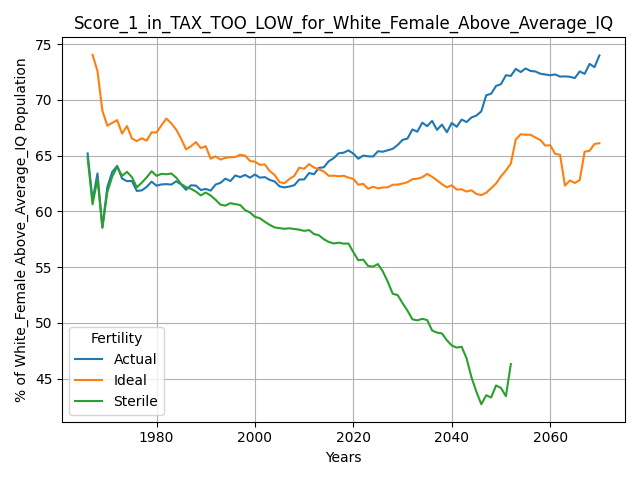 Score_1_in_TAX_TOO_LOW_for_White_Female_Above_Average_IQ
% of White_Female Above_Average_IQ Population
75
70
65
60
55
50
45
Fertility
Actual
Ideal
Sterile
1980
2000
2020
2040
2060
Years